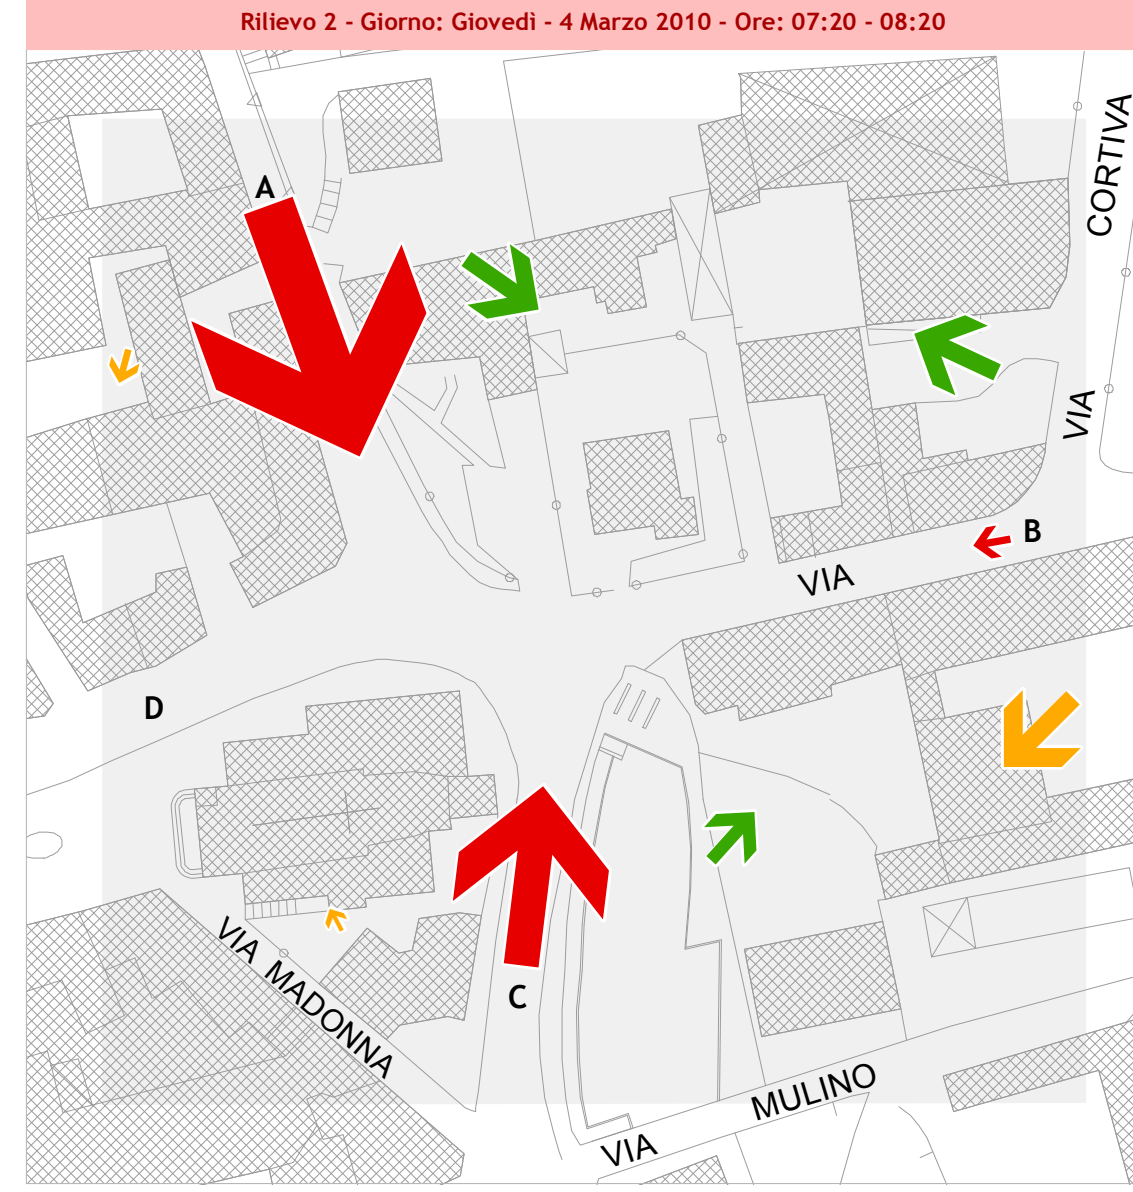 Rilievo 2 - Giorno: Giovedì - 4 Marzo 2010 - Ore: 07:20 - 08:20
CORTIVA
A
VIA
B
VIA
D
VIA MADONNA
C
MULINO
VIA